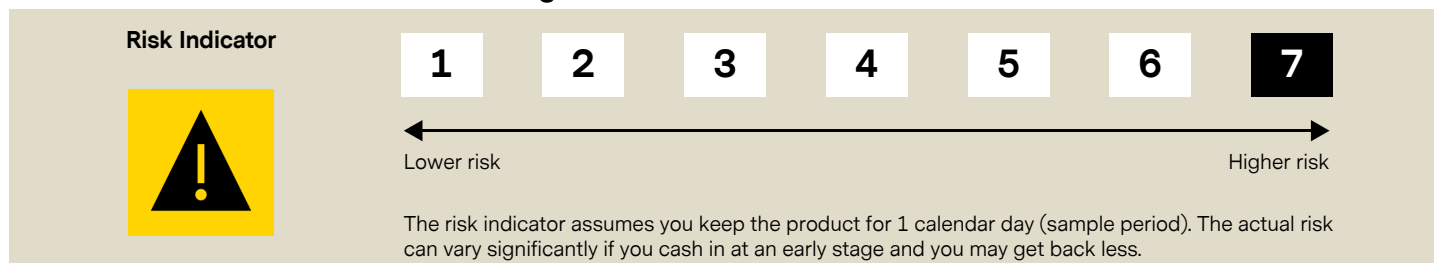 Risk Indicator
1 2 3 4 5 6 7
Lower risk Higher risk
The risk indicator assumes you keep the product for 1 calendar day (sample period). The actual risk
can vary significantly if you cash in at an early stage and you may get back less.